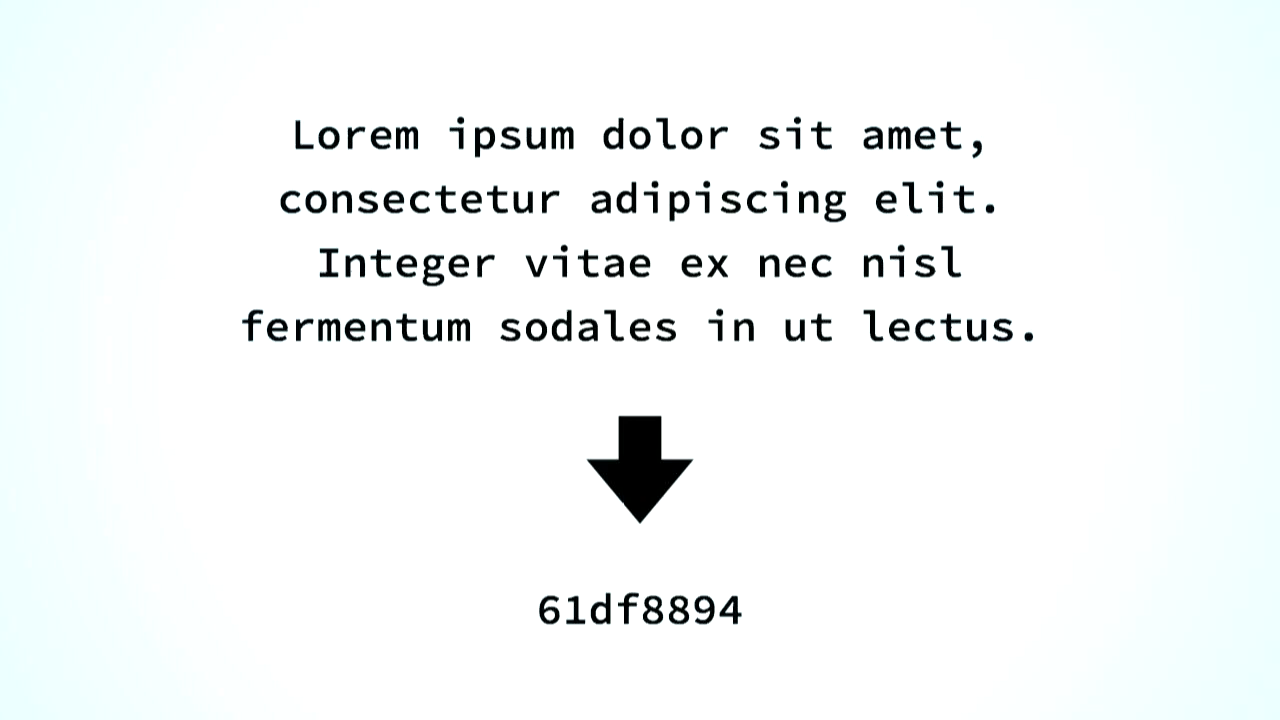 Lorem ipsum dolor sit amet,
consectetur adipiscing elit.
Integer vitae ex nec nisl
fermentum sodales in ut lectus.
61df8894